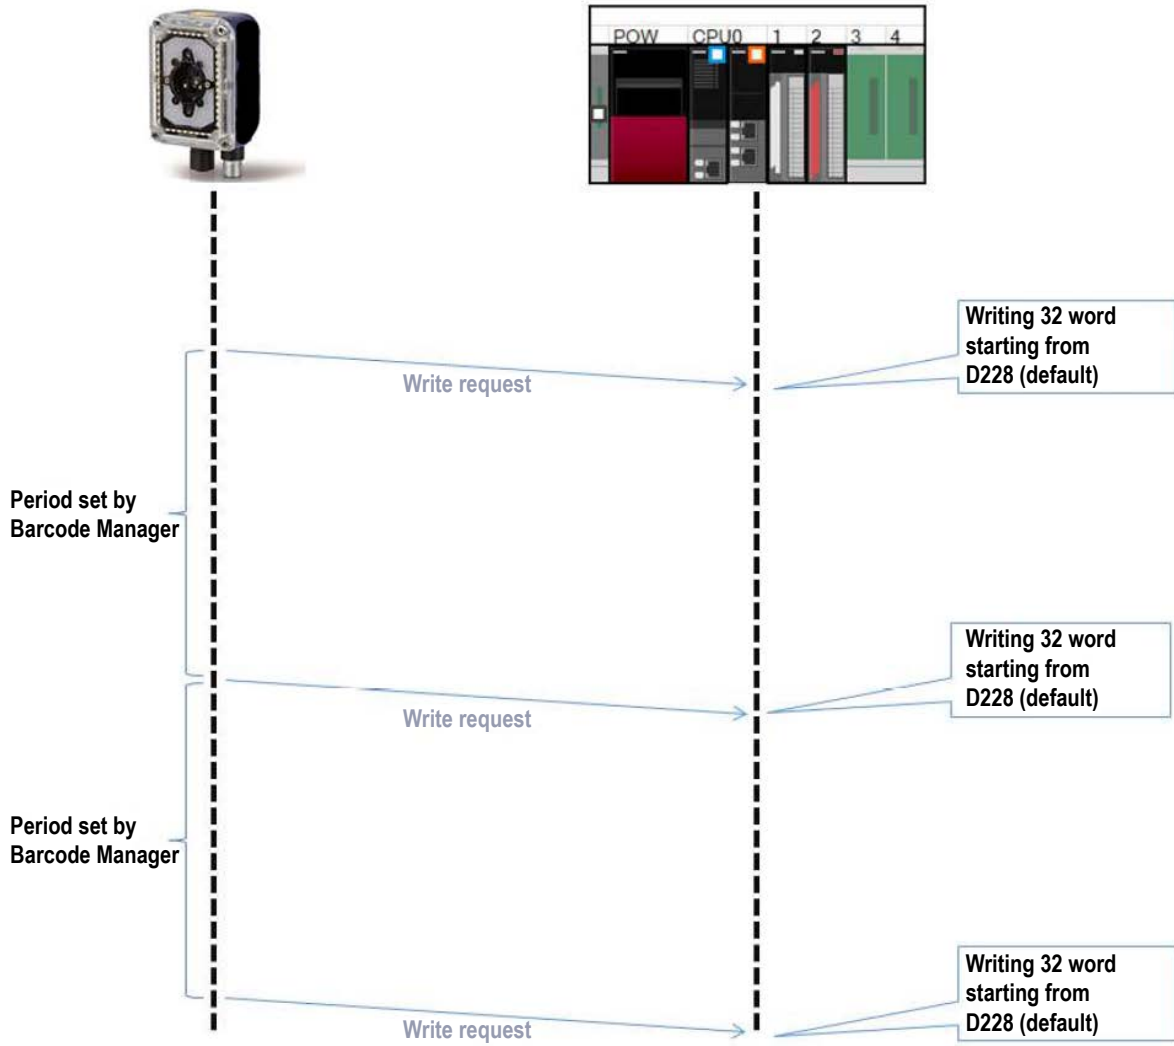 POW CPU0 1 2 3 4
Writing 32 word
starting from
D228 (default)
Write request
Period set by
Barcode Manager
Writing 32 word
starting from
D228 (default)
Write request
Period set by
Barcode Manager
Writing 32 word
starting from
D228 (default)
Write request